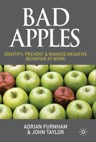 BAD
APPLES
IDENTIFY, PREVENT & MANAGE NEGATIVE
BEHAVIOR AT WORK
ADRIAN FURNHAM
& JOHN TAYLOR